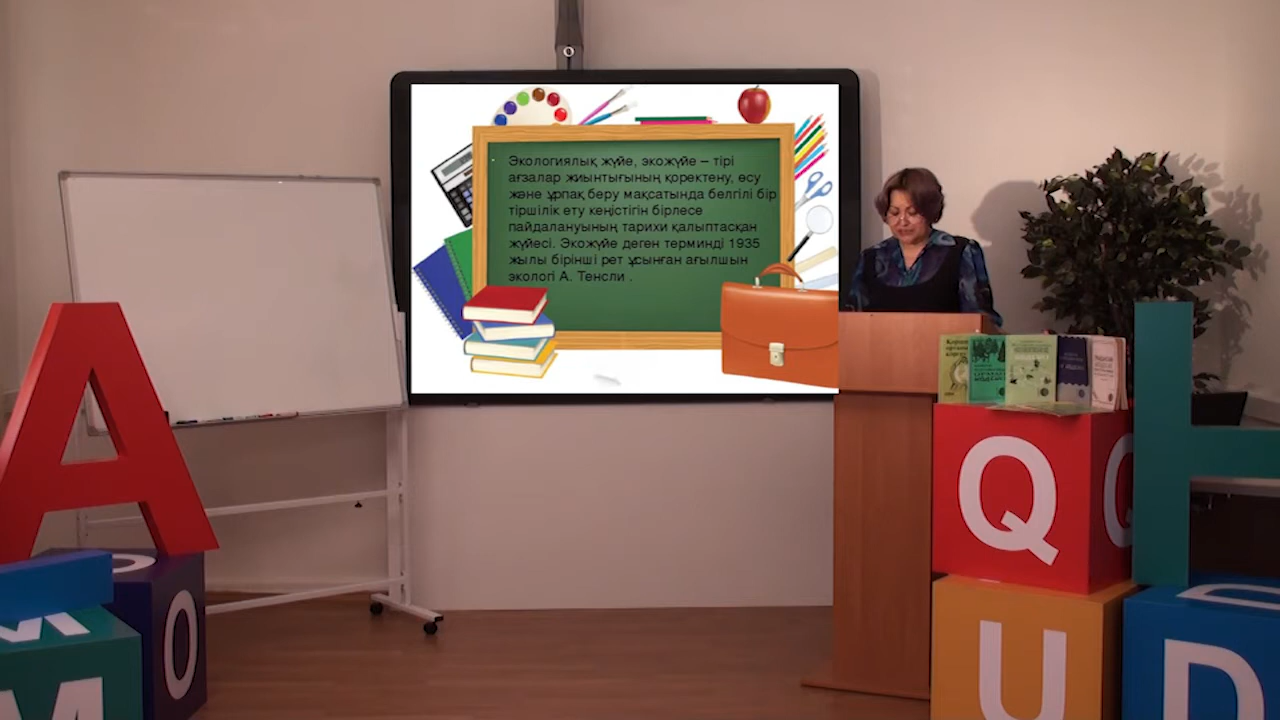 Экологиялық жүйе, экожүйе – тірі
ағзалар жиынтығының қоректену, өсу
және ұрпақ беру мақсатында белгілі бір
тіршілік ету кеңістігін бірлесе
пайдалануының тарихи қалыптасқан
жүйесі. Экожүйе деген терминді 1935
жылы бірінші рет ұсынған ағылшын
экологі А. Тенсли .
A
O
M
M
Q
Q
U
D
D